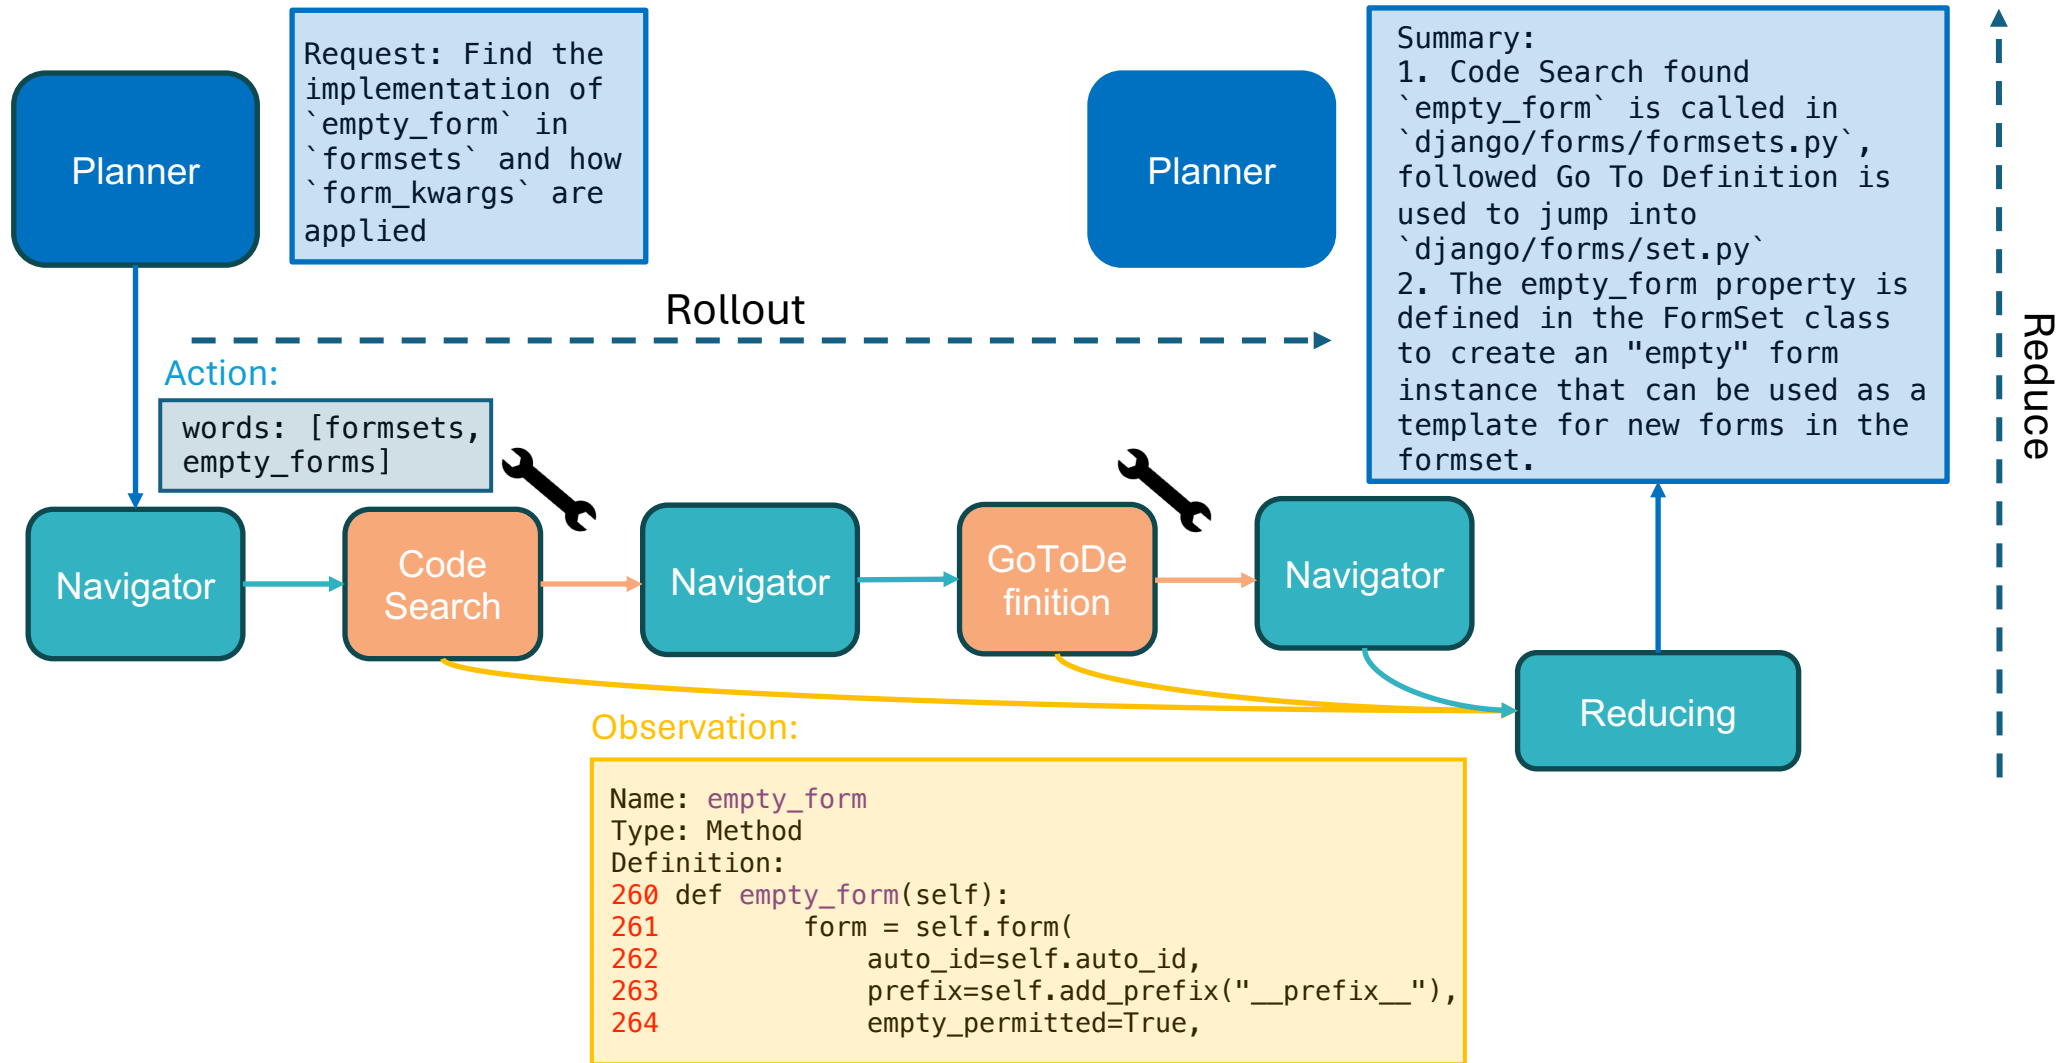 Planner
Request: Find the
implementation of
`empty_form` in
`formsets` and how
`form_kwargs` are
applied
Planner
Summary:
1. Code Search found
`empty_form` is called in
`django/forms/formsets.py`,
followed Go To Definition is
used to jump into
`django/forms/set.py`
2. The empty_form property is
defined in the FormSet class
to create an "empty" form
instance that can be used as a
template for new forms in the
formset.
Reduce
Rollout
Action:
words: [formsets,
empty_forms]
Navigator
Code
Search
Navigator
GoToDe
finition
Navigator
Reducing
Observation:
Name: empty_form
Type: Method
Definition:
260 def empty_form(self):
261         form = self.form(
262             auto_id=self.auto_id,
263             prefix=self.add_prefix("__prefix__"),
264             empty_permitted=True,